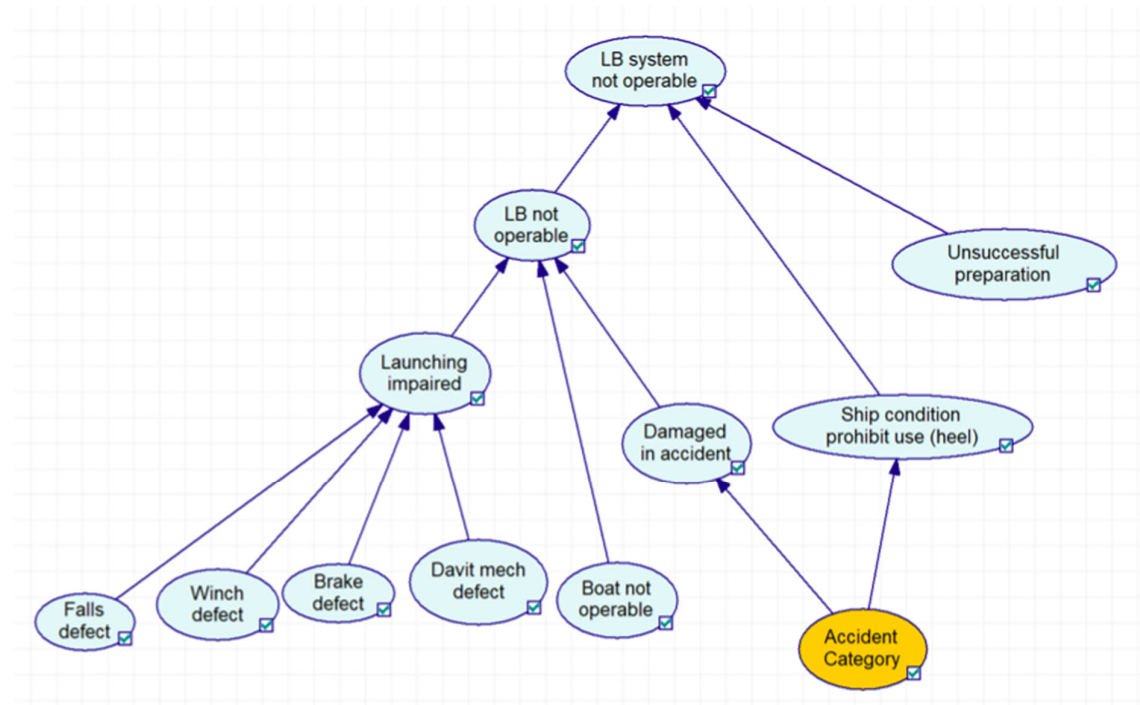 LB system
not operable
LB not
operable
Unsuccessful
preparation
Launching
impaired
Ship condition
prohibit use (heel)
Damaged
in accident
Falls
defect
Winch
defect
Brake
defect
Davit mech
defect
Boat not
operable
Accident
Category